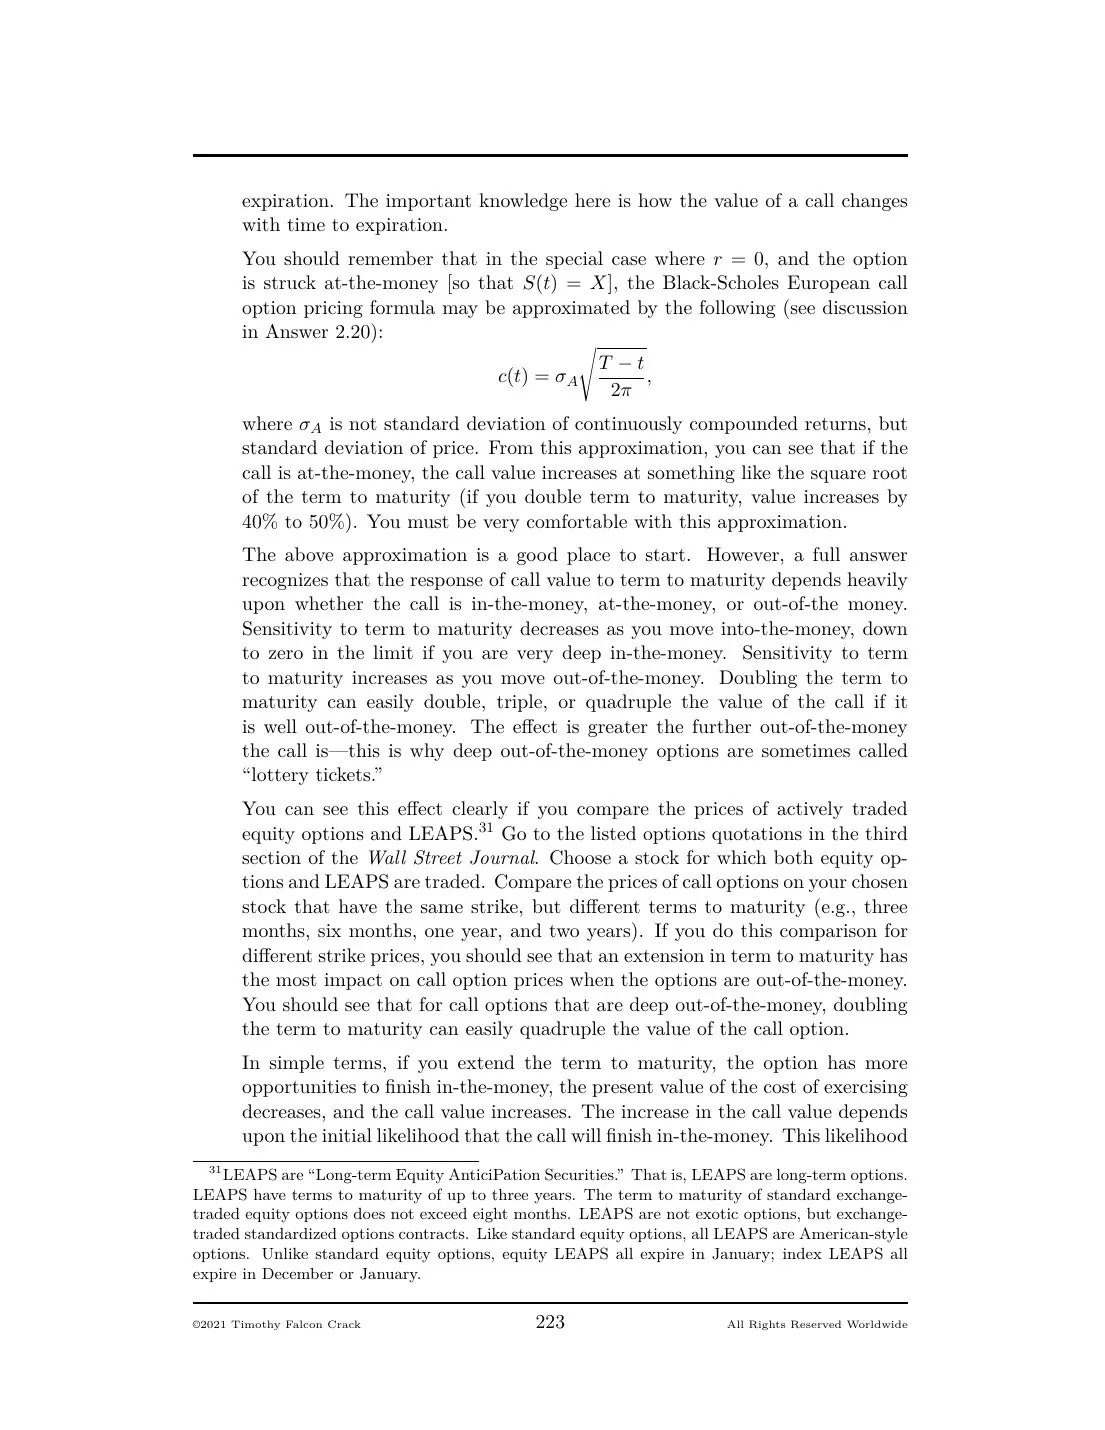 expiration. The important knowledge here is how the value of a call changes
with time to expiration.
You should remember that in the special case where r = 0, and the option
is struck at-the-money [so that S(t) = X], the Black-Scholes European call
option pricing formula may be approximated by the following (see discussion
in Answer 2.20):
c(t) = σ_A √((T − t)/(2π)),
where σ_A is not standard deviation of continuously compounded returns, but
standard deviation of price. From this approximation, you can see that if the
call is at-the-money, the call value increases at something like the square root
of the term to maturity (if you double term to maturity, value increases by
40% to 50%). You must be very comfortable with this approximation.
The above approximation is a good place to start. However, a full answer
recognizes that the response of call value to term to maturity depends heavily
upon whether the call is in-the-money, at-the-money, or out-of-the money.
Sensitivity to term to maturity decreases as you move into-the-money, down
to zero in the limit if you are very deep in-the-money. Sensitivity to term
to maturity increases as you move out-of-the-money. Doubling the term to
maturity can easily double, triple, or quadruple the value of the call if it
is well out-of-the-money. The effect is greater the further out-of-the-money
the call is—this is why deep out-of-the-money options are sometimes called
“lottery tickets.”
You can see this effect clearly if you compare the prices of actively traded
equity options and LEAPS.31 Go to the listed options quotations in the third
section of the Wall Street Journal. Choose a stock for which both equity op-
tions and LEAPS are traded. Compare the prices of call options on your chosen
stock that have the same strike, but different terms to maturity (e.g., three
months, six months, one year, and two years). If you do this comparison for
different strike prices, you should see that an extension in term to maturity has
the most impact on call option prices when the options are out-of-the-money.
You should see that for call options that are deep out-of-the-money, doubling
the term to maturity can easily quadruple the value of the call option.
In simple terms, if you extend the term to maturity, the option has more
opportunities to finish in-the-money, the present value of the cost of exercising
decreases, and the call value increases. The increase in the call value depends
upon the initial likelihood that the call will finish in-the-money. This likelihood
31LEAPS are “Long-term Equity AnticiPation Securities.” That is, LEAPS are long-term options.
LEAPS have terms to maturity of up to three years. The term to maturity of standard exchange-
traded equity options does not exceed eight months. LEAPS are not exotic options, but exchange-
traded standardized options contracts. Like standard equity options, all LEAPS are American-style
options. Unlike standard equity options, equity LEAPS all expire in January; index LEAPS all
expire in December or January.
©2021 Timothy Falcon Crack 223 All Rights Reserved Worldwide